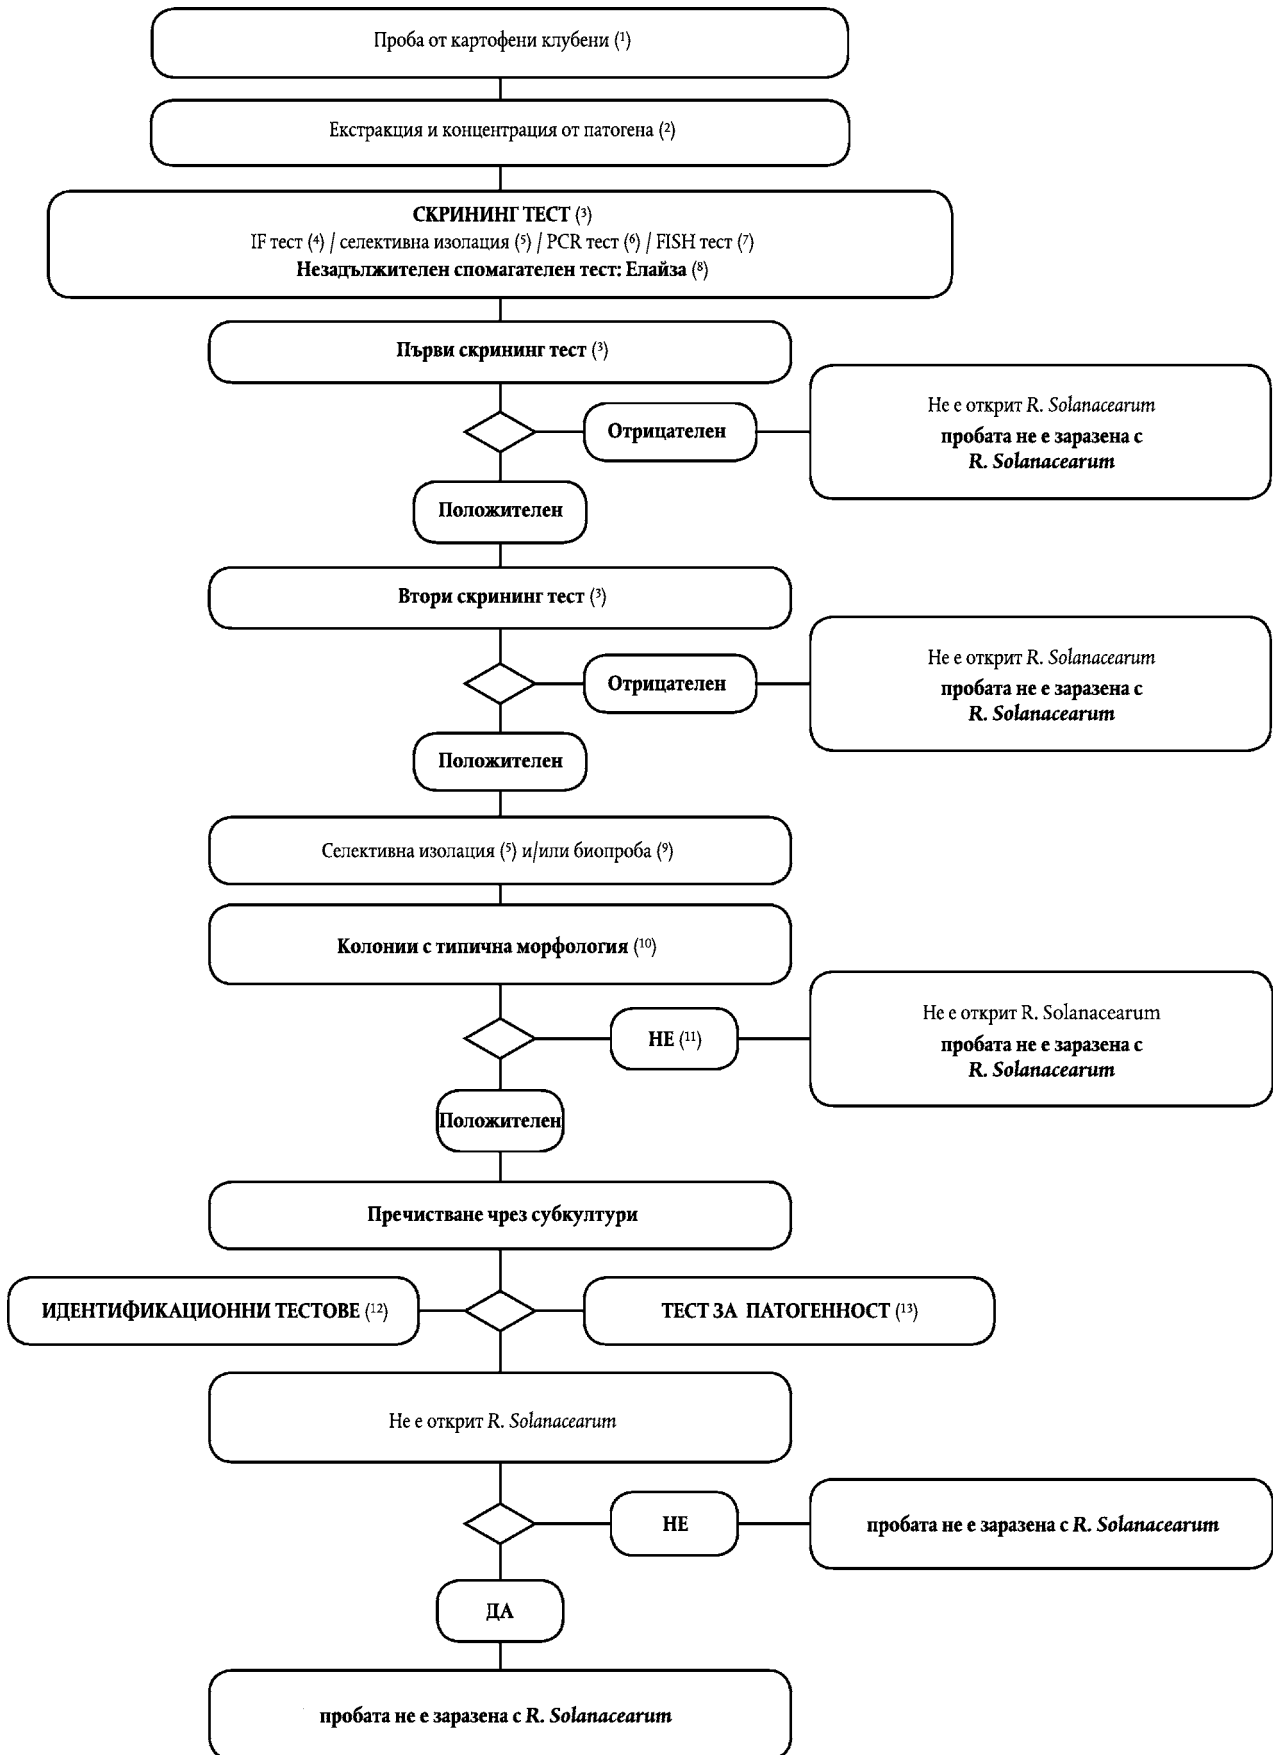 Проба от картофени клубени (¹)
Екстракция и концентрация от патогена (²)
СКРИНИНГ ТЕСТ (³)
IF тест (⁴) / селективна изолация (⁵) / PCR тест (⁶) / FISH тест (⁷)
Незадължителен спомагателен тест: Елайза (⁸)
Първи скрининг тест (³)
Отрицателен
Не е открит R. Solanacearum
пробата не е заразена с
R. Solanacearum
Положителен
Втори скрининг тест (³)
Отрицателен
Не е открит R. Solanacearum
пробата не е заразена с
R. Solanacearum
Положителен
Селективна изолация (⁵) и/или биопроба (⁹)
Колонии с типична морфология (¹⁰)
НЕ (¹¹)
Не е открит R. Solanacearum
пробата не е заразена с
R. Solanacearum
Положителен
Пречистване чрез субкултури
ИДЕНТИФИКАЦИОННИ ТЕСТОВЕ (¹²)
ТЕСТ ЗА ПАТОГЕННОСТ (¹³)
Не е открит R. Solanacearum
НЕ
пробата не е заразена с R. Solanacearum
ДА
пробата не е заразена с R. Solanacearum